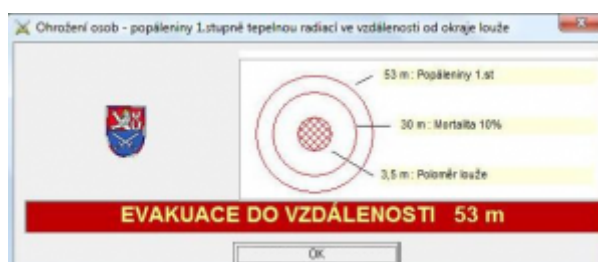 Ohrožení osob - popáleniny 1.stupně tepelnou radiací ve vzdálenosti od okraje louže
53 m : Popáleniny 1.st
30 m : Mortalita 10%
3,5 m : Poloměr louže
EVAKUACE DO VZDÁLENOSTI 53 m
OK